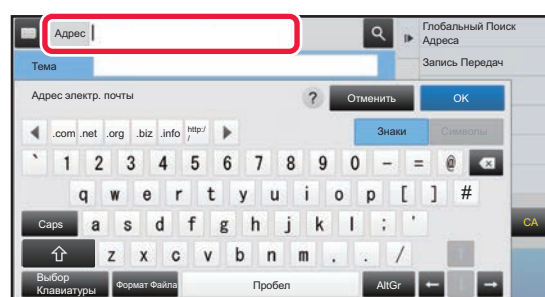 Адрес
Глобальный Поиск
Адреса
Тема
Запись Передач
Адрес электр. почты
? Отменить OK
.com .net .org .biz .info http:/
/
Знаки Символы
` 1 2 3 4 5 6 7 8 9 0 - = @
q w e r t y u i o p [ ] #
Caps a s d f g h j k l ; '
CA
z x c v b n m . . /
Выбор
Клавиатуры
Формат Файла
Пробел
AltGr